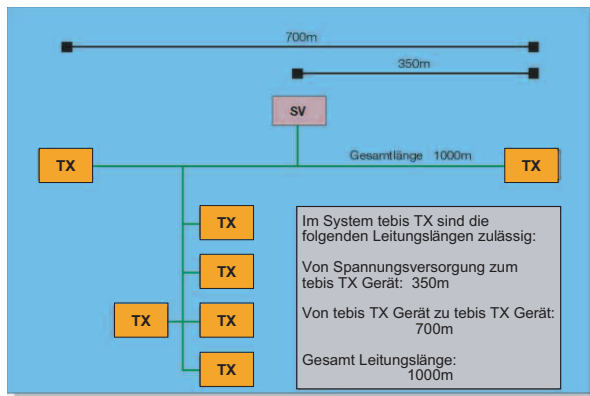 700m
350m
SV
Gesamtlänge 1000m
TX
TX
TX
TX
TX
TX
TX
Im System tebis TX sind die
folgenden Leitungslängen zulässig:
Von Spannungsversorgung zum
tebis TX Gerät: 350m
Von tebis TX Gerät zu tebis TX Gerät:
700m
Gesamt Leitungslänge:
1000m